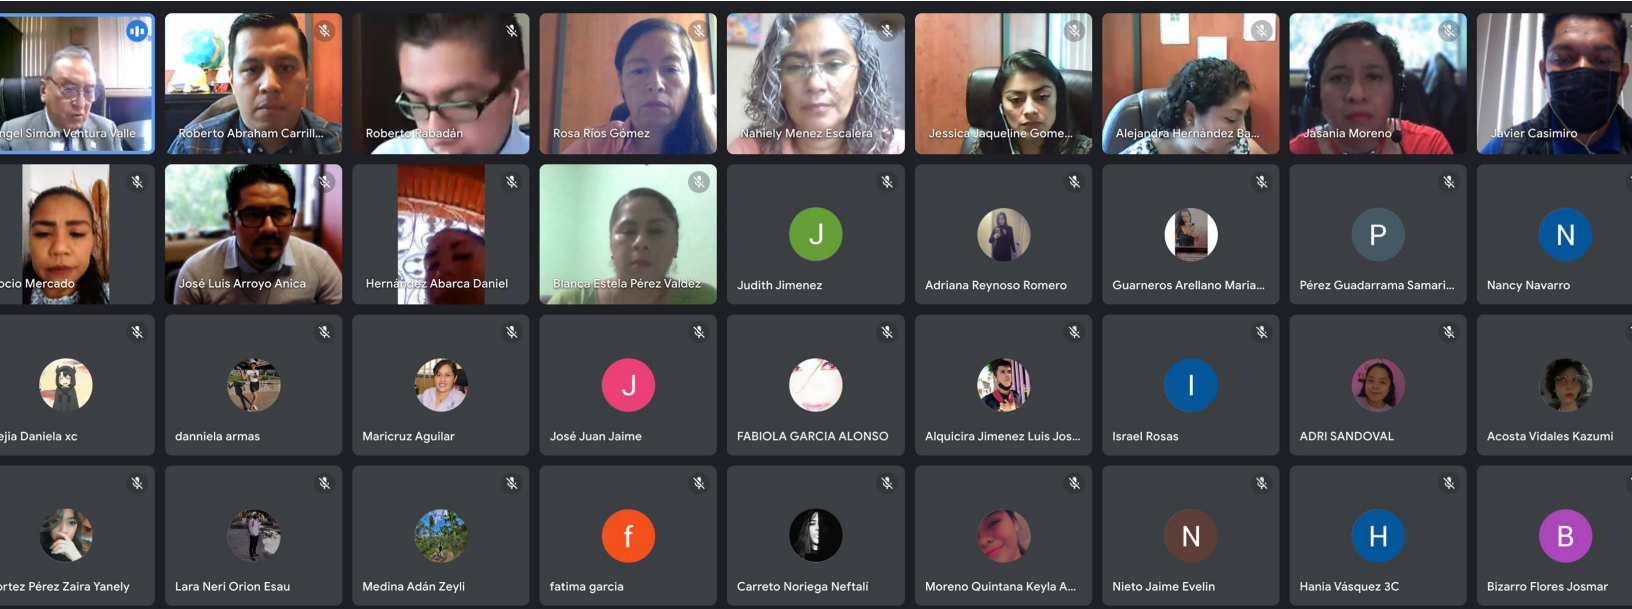 ngel Simon Ventura Valle
Roberto Abraham Carrill...
Roberto Rabadán
Rosa Ríos Gómez
Nahiely Menez Escalera
Jessica Jaqueline Gome...
Alejandra Hernández Ba...
Jasania Moreno
Javier Casimiro
ocio Mercado
José Luis Arroyo Anica
Hernández Abarca Daniel
Blanca Estela Pérez Valdez
J
Judith Jimenez
Adriana Reynoso Romero
Guarneros Arellano Maria...
P
Pérez Guadarrama Samari...
N
Nancy Navarro
ejia Daniela xc
danniela armas
Maricruz Aguilar
J
José Juan Jaime
FABIOLA GARCIA ALONSO
Alquicira Jimenez Luis Jos...
I
Israel Rosas
ADRI SANDOVAL
Acosta Vidales Kazumi
ortez Pérez Zaira Yanely
Lara Neri Orion Esau
Medina Adán Zeyli
f
fatima garcia
Carreto Noriega Neftalí
Moreno Quintana Keyla A...
N
Nieto Jaime Evelin
H
Hania Vásquez 3C
B
Bizarro Flores Josmar